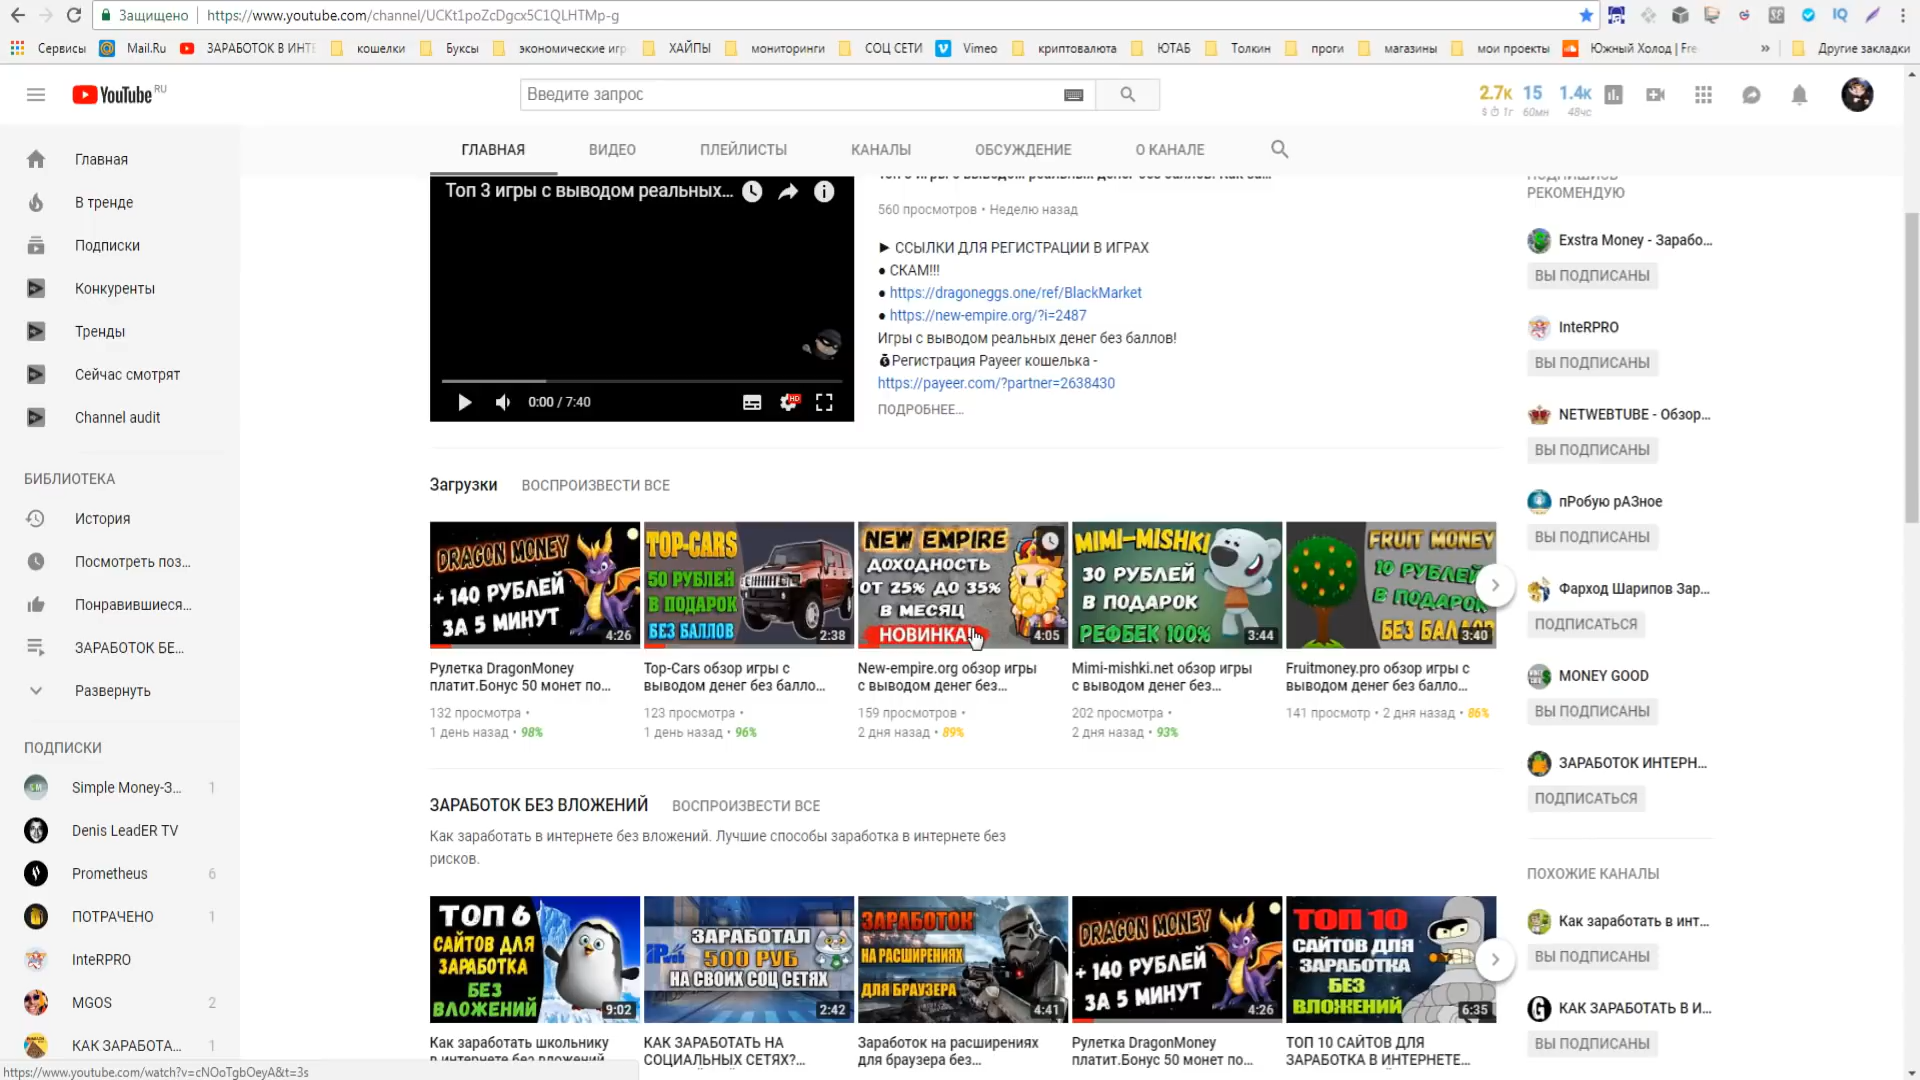 Защищено
https://www.youtube.com/channel/UCKt1poZcDgcx5C1QLHTMp-g
Сервисы
Mail.Ru
ЗАРАБОТОК В ИНТЕ
кошелки
Буксы
экономические игр
ХАЙПЫ
мониторинги
СОЦ СЕТИ
Vimeo
криптовалюта
ЮТАБ
Толкин
проги
магазины
мои проекты
Южный Холод | Fre
Другие закладки
YouTube RU
Введите запрос
2.7к 15 1.4к
1г 60мн 48чс
ГЛАВНАЯ ВИДЕО ПЛЕЙЛИСТЫ КАНАЛЫ ОБСУЖДЕНИЕ О КАНАЛЕ
Главная
В тренде
Подписки
Конкуренты
Тренды
Сейчас смотрят
Channel audit
БИБЛИОТЕКА
История
Посмотреть поз...
Понравившиеся...
ЗАРАБОТОК БЕ...
Развернуть
ПОДПИСКИ
Simple Money-З... 1
Denis LeadER TV
Prometheus 6
ПОТРАЧЕНО 1
InteRPRO
MGOS 2
КАК ЗАРАБОТА... 1
Топ 3 игры с выводом реальных...
0:00 / 7:40
HD
560 просмотров • Неделю назад
► ССЫЛКИ ДЛЯ РЕГИСТРАЦИИ В ИГРАХ
● СКАМ!!!
● https://dragoneggs.one/ref/BlackMarket
● https://new-empire.org/?i=2487
Игры с выводом реальных денег без баллов!
Регистрация Payeer кошелька -
https://payeer.com/?partner=2638430
ПОДРОБНЕЕ...
Загрузки ВОСПРОИЗВЕСТИ ВСЕ
DRAGON MONEY
+ 140 РУБЛЕЙ
ЗА 5 МИНУТ
4:26
Рулетка DragonMoney
платит.Бонус 50 монет по...
132 просмотра •
1 день назад • 98%
TOP-CARS
50 РУБЛЕЙ
В ПОДАРОК
БЕЗ БАЛЛОВ
2:38
Top-Cars обзор игры с
выводом денег без балло...
123 просмотра •
1 день назад • 96%
NEW EMPIRE
ДОХОДНОСТЬ
ОТ 25% ДО 35%
В МЕСЯЦ
НОВИНКА!
4:05
New-empire.org обзор игры
с выводом денег без...
159 просмотров •
2 дня назад • 89%
MIMI-MISHKI
30 РУБЛЕЙ
В ПОДАРОК
РЕФБЕК 100%
3:44
Mimi-mishki.net обзор игры
с выводом денег без...
202 просмотра •
2 дня назад • 93%
FRUIT MONEY
10 РУБЛЕЙ
В ПОДАРОК
БЕЗ БАЛЛОВ
3:40
Fruitmoney.pro обзор игры с
выводом денег без балло...
141 просмотр • 2 дня назад • 86%
ЗАРАБОТОК БЕЗ ВЛОЖЕНИЙ ВОСПРОИЗВЕСТИ ВСЕ
Как заработать в интернете без вложений. Лучшие способы заработка в интернете без
рисков.
ТОП 6
САЙТОВ ДЛЯ
ЗАРАБОТКА
БЕЗ
ВЛОЖЕНИЙ
9:02
Как заработать школьнику
в интернете без вложений
ЗАРАБОТАЛ
500 РУБ
НА СВОИХ СОЦ СЕТЯХ
2:42
КАК ЗАРАБОТАТЬ НА
СОЦИАЛЬНЫХ СЕТЯХ?...
ЗАРАБОТОК
НА РАСШИРЕНИЯХ
ДЛЯ БРАУЗЕРА
4:41
Заработок на расширениях
для браузера без...
DRAGON MONEY
+ 140 РУБЛЕЙ
ЗА 5 МИНУТ
4:26
Рулетка DragonMoney
платит.Бонус 50 монет по...
ТОП 10
САЙТОВ ДЛЯ
ЗАРАБОТКА
БЕЗ
ВЛОЖЕНИЙ
6:35
ТОП 10 САЙТОВ ДЛЯ
ЗАРАБОТКА В ИНТЕРНЕТЕ...
РЕКОМЕНДУЮ
Exstra Money - Зарабо...
ВЫ ПОДПИСАНЫ
InteRPRO
ВЫ ПОДПИСАНЫ
NETWEBTUBE - Обзор...
ВЫ ПОДПИСАНЫ
пРобую рАЗное
ВЫ ПОДПИСАНЫ
Фарход Шарипов Зар...
ПОДПИСАТЬСЯ
MONEY GOOD
ВЫ ПОДПИСАНЫ
ЗАРАБОТОК ИНТЕРН...
ПОДПИСАТЬСЯ
ПОХОЖИЕ КАНАЛЫ
Как заработать в инт...
ВЫ ПОДПИСАНЫ
КАК ЗАРАБОТАТЬ В И...
ВЫ ПОДПИСАНЫ
https://www.youtube.com/watch?v=cNOoTgbOeyA&t=3s